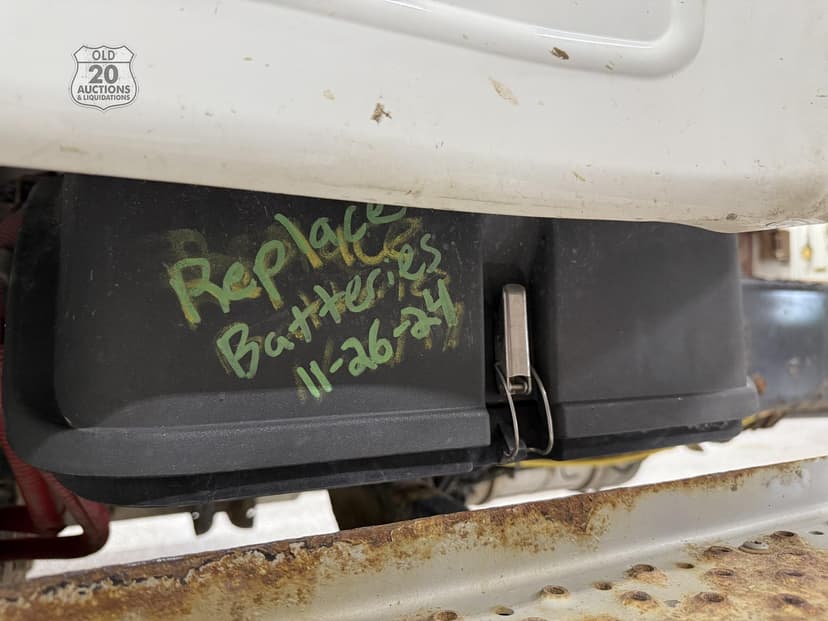 OLD
20
AUCTIONS
& LIQUIDATIONS
Replace
Batteries
11-26-24